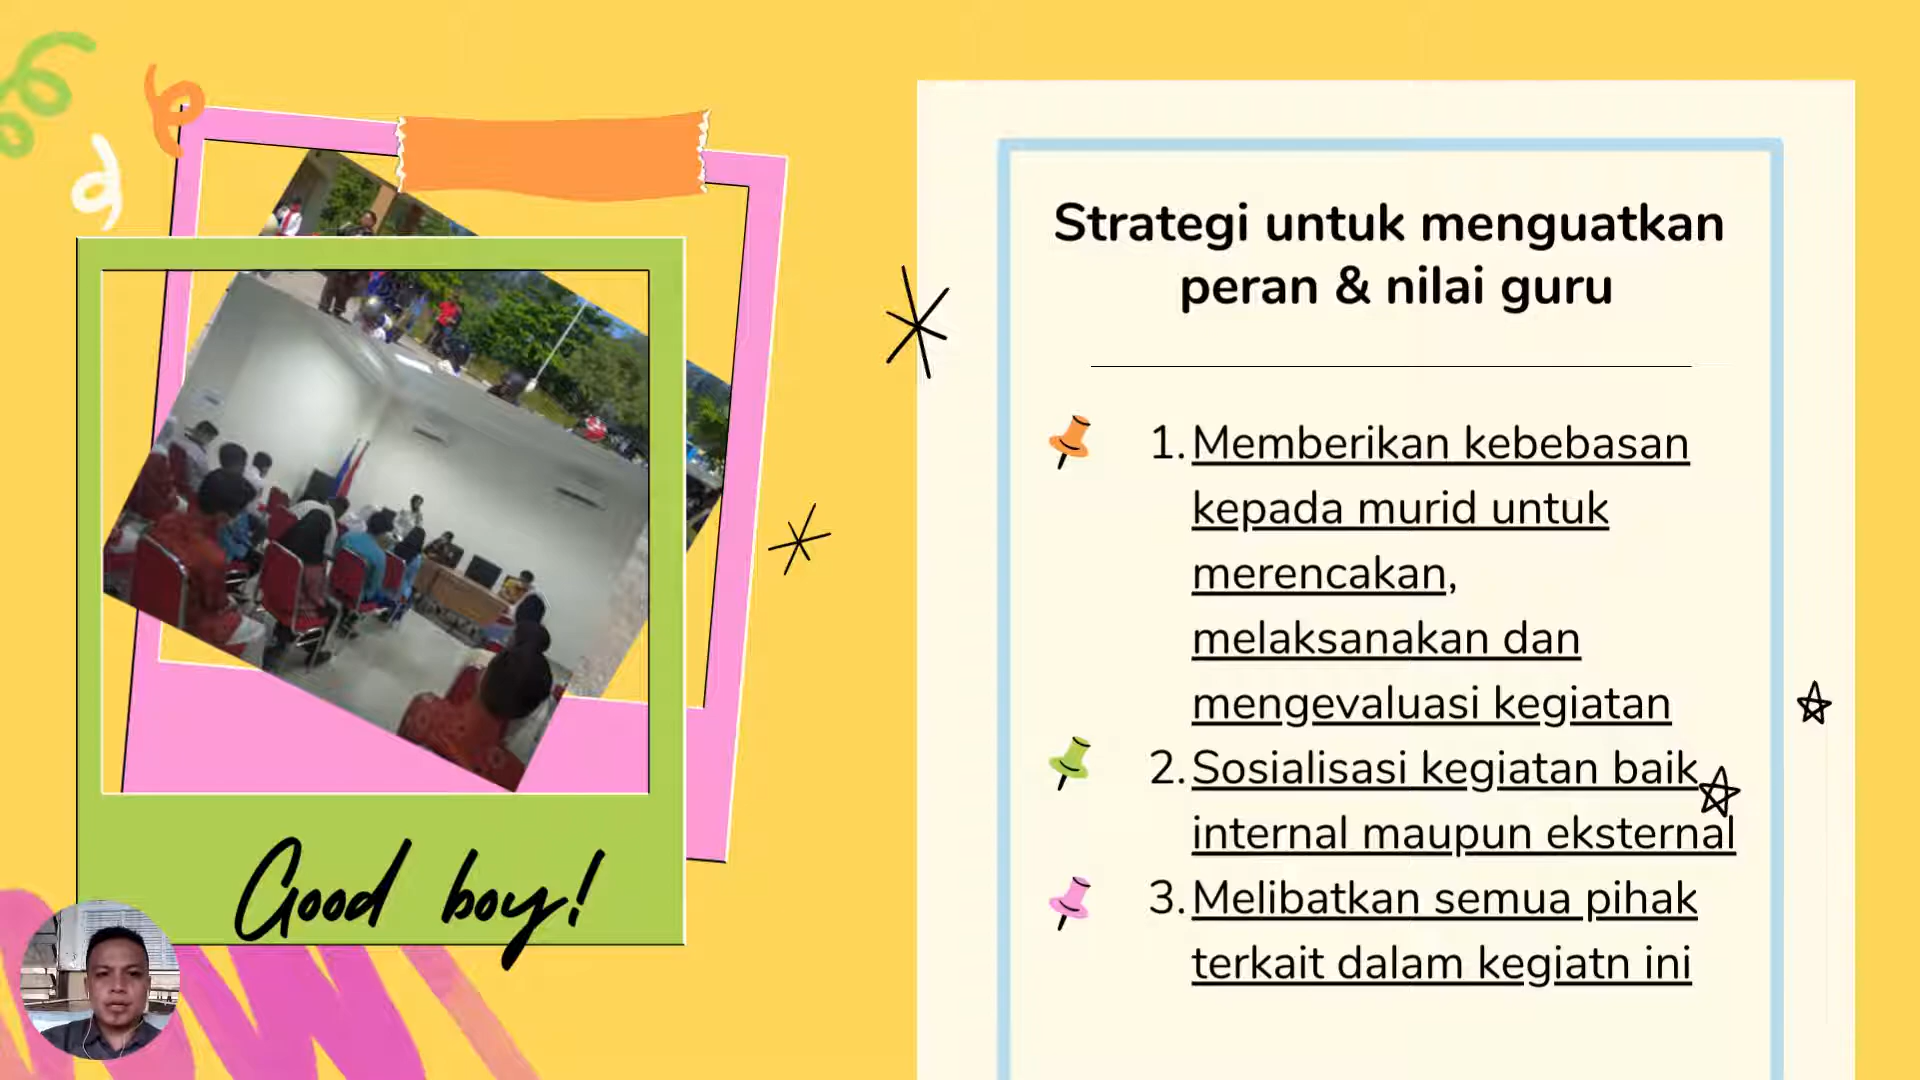 Good boy!
Strategi untuk menguatkan
peran & nilai guru
1. Memberikan kebebasan
kepada murid untuk
merencakan,
melaksanakan dan
mengevaluasi kegiatan
2. Sosialisasi kegiatan baik
internal maupun eksternal
3. Melibatkan semua pihak
terkait dalam kegiatn ini